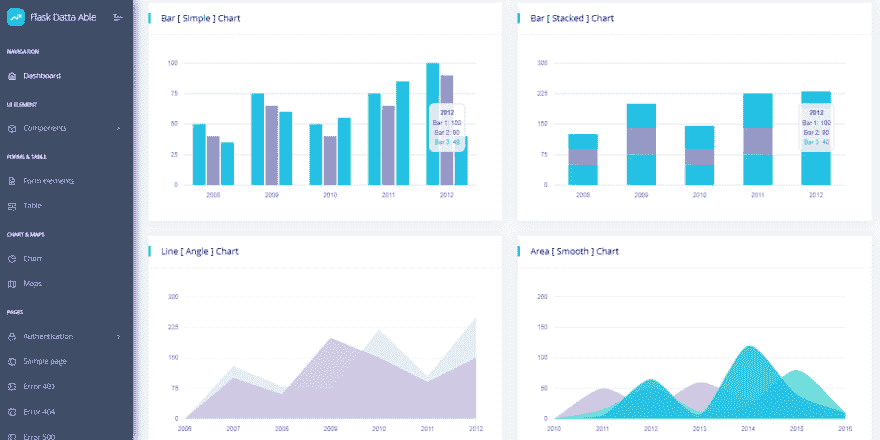 Flask Datta Able
NAVIGATION
Dashboard
UI ELEMENT
Components
FORMS & TABLE
Form elements
Table
CHART & MAPS
Chart
Maps
PAGES
Authentication
Sample page
Error 403
Error 404
Error 500
Bar [ Simple ] Chart
100
75
50
25
0
2008
2009
2010
2011
2012
2012
Bar 1: 100
Bar 2: 90
Bar 3: 40
Bar [ Stacked ] Chart
300
225
150
75
0
2008
2009
2010
2011
2012
2012
Bar 1: 100
Bar 2: 90
Bar 3: 40
Line [ Angle ] Chart
300
225
150
75
0
2006
2007
2008
2009
2010
2011
2012
Area [ Smooth ] Chart
200
150
100
50
0
2010
2011
2012
2013
2014
2015
2016